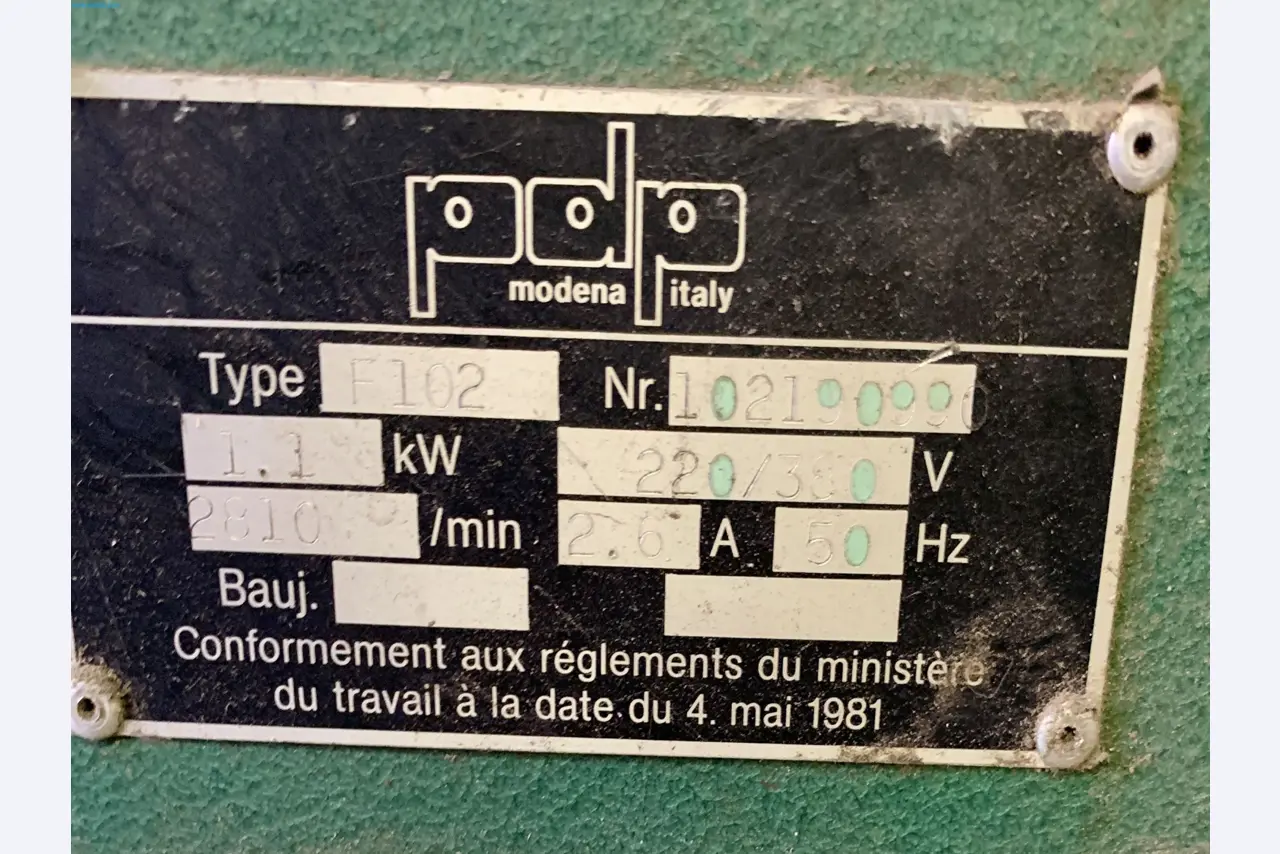 pdp
modena italy
Type F102 Nr. 1021909990
1.1 kW 220/380 V
2810 /min 2.6 A 50 Hz
Bauj.
Conformement aux réglements du ministère
du travail à la date du 4. mai 1981